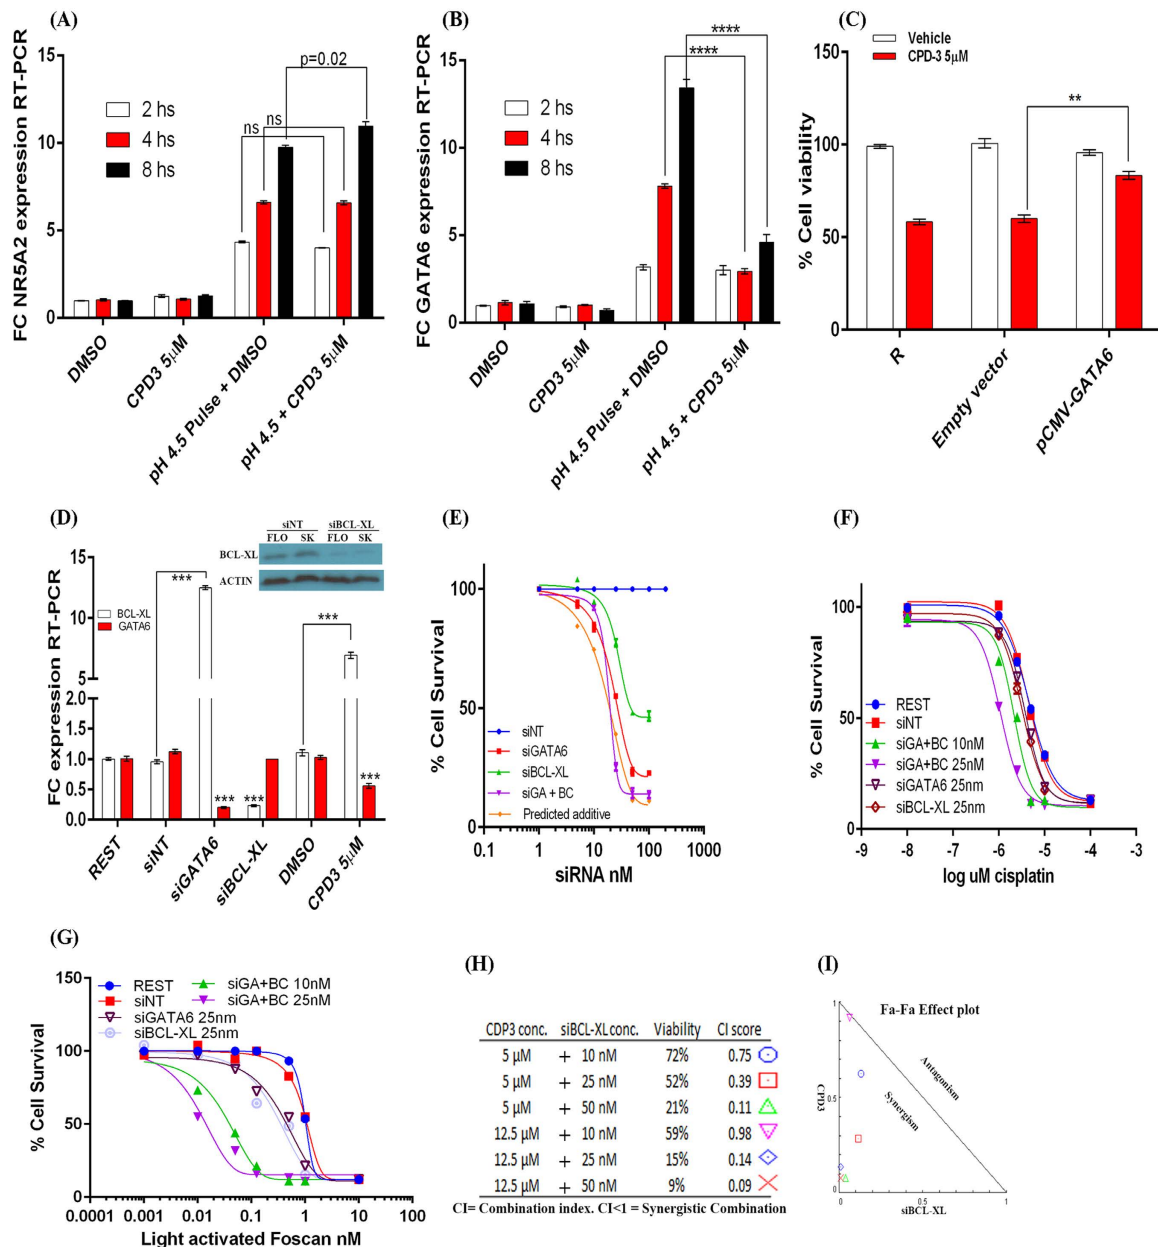 (A)
FC NR5A2 expression RT-PCR
15
10
5
0
2 hs
4 hs
8 hs
ns
ns
p=0.02
DMSO
CPD3 5μM
pH 4.5 Pulse + DMSO
pH 4.5 + CPD3 5μM
(B)
FC GATA6 expression RT-PCR
15
10
5
0
2 hs
4 hs
8 hs
****
****
DMSO
CPD3 5μM
pH 4.5 Pulse + DMSO
pH 4.5 + CPD3 5μM
(C)
% Cell viability
150
100
50
0
Vehicle
CPD-3 5μM
**
R
Empty vector
pCMV-GATA6
(D)
FC expression RT-PCR
15
13
11
9
7
5
2.0
1.5
1.0
0.5
0.0
BCL-XL
GATA6
siNT siBCL-XL
FLO SK FLO SK
BCL-XL
ACTIN
***
***
***
***
***
REST
siNT
siGATA6
siBCL-XL
DMSO
CPD3 5μM
(E)
% Cell Survival
100
50
0
siNT
siGATA6
siBCL-XL
siGA + BC
Predicted additive
0.1 1 10 100 1000
siRNA nM
(F)
% Cell Survival
100
50
0
REST
siNT
siGA+BC 10nM
siGA+BC 25nM
siGATA6 25nm
siBCL-XL 25nm
-9 -8 -7 -6 -5 -4 -3
log uM cisplatin
(G)
% Cell Survival
150
100
50
0
REST
siNT
siGATA6 25nm
siBCL-XL 25nm
siGA+BC 10nM
siGA+BC 25nM
0.0001 0.001 0.01 0.1 1 10 100
Light activated Foscan nM
(H)
CDP3 conc. siBCL-XL conc. Viability CI score
5 μM + 10 nM 72% 0.75
5 μM + 25 nM 52% 0.39
5 μM + 50 nM 21% 0.11
12.5 μM + 10 nM 59% 0.98
12.5 μM + 25 nM 15% 0.14
12.5 μM + 50 nM 9% 0.09
CI= Combination index. CI<1 = Synergistic Combination
(I)
Fa-Fa Effect plot
CPD3
1
0.5
0
Antagonism
Synergism
0 0.5 1
siBCL-XL